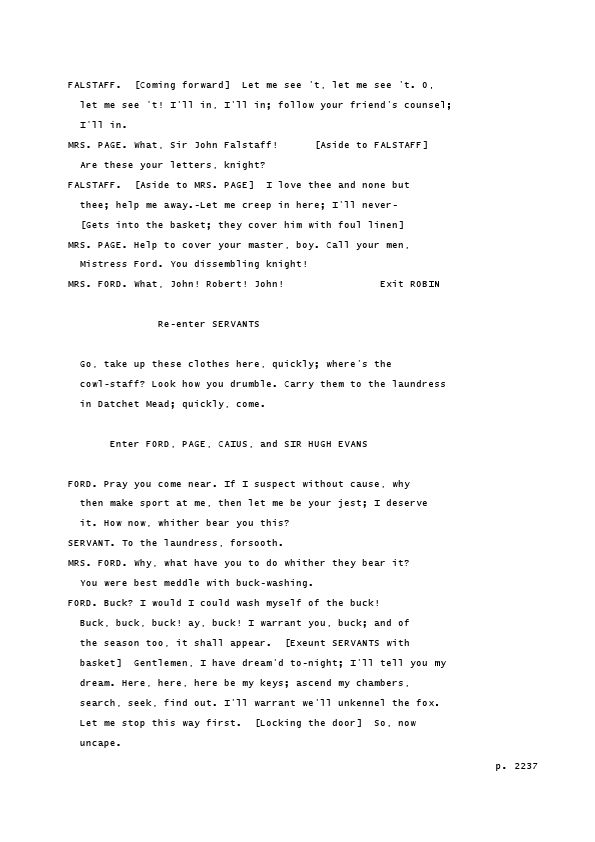 FALSTAFF.  [Coming forward]  Let me see 't, let me see 't. O,
let me see 't! I'll in, I'll in; follow your friend's counsel;
I'll in.
MRS. PAGE. What, Sir John Falstaff!      [Aside to FALSTAFF]
Are these your letters, knight?
FALSTAFF.  [Aside to MRS. PAGE]  I love thee and none but
thee; help me away.-Let me creep in here; I'll never-
[Gets into the basket; they cover him with foul linen]
MRS. PAGE. Help to cover your master, boy. Call your men,
Mistress Ford. You dissembling knight!
MRS. FORD. What, John! Robert! John!                Exit ROBIN
Re-enter SERVANTS
Go, take up these clothes here, quickly; where's the
cowl-staff? Look how you drumble. Carry them to the laundress
in Datchet Mead; quickly, come.
Enter FORD, PAGE, CAIUS, and SIR HUGH EVANS
FORD. Pray you come near. If I suspect without cause, why
then make sport at me, then let me be your jest; I deserve
it. How now, whither bear you this?
SERVANT. To the laundress, forsooth.
MRS. FORD. Why, what have you to do whither they bear it?
You were best meddle with buck-washing.
FORD. Buck? I would I could wash myself of the buck!
Buck, buck, buck! ay, buck! I warrant you, buck; and of
the season too, it shall appear.  [Exeunt SERVANTS with
basket]  Gentlemen, I have dream'd to-night; I'll tell you my
dream. Here, here, here be my keys; ascend my chambers,
search, seek, find out. I'll warrant we'll unkennel the fox.
Let me stop this way first.  [Locking the door]  So, now
uncape.
p. 2237